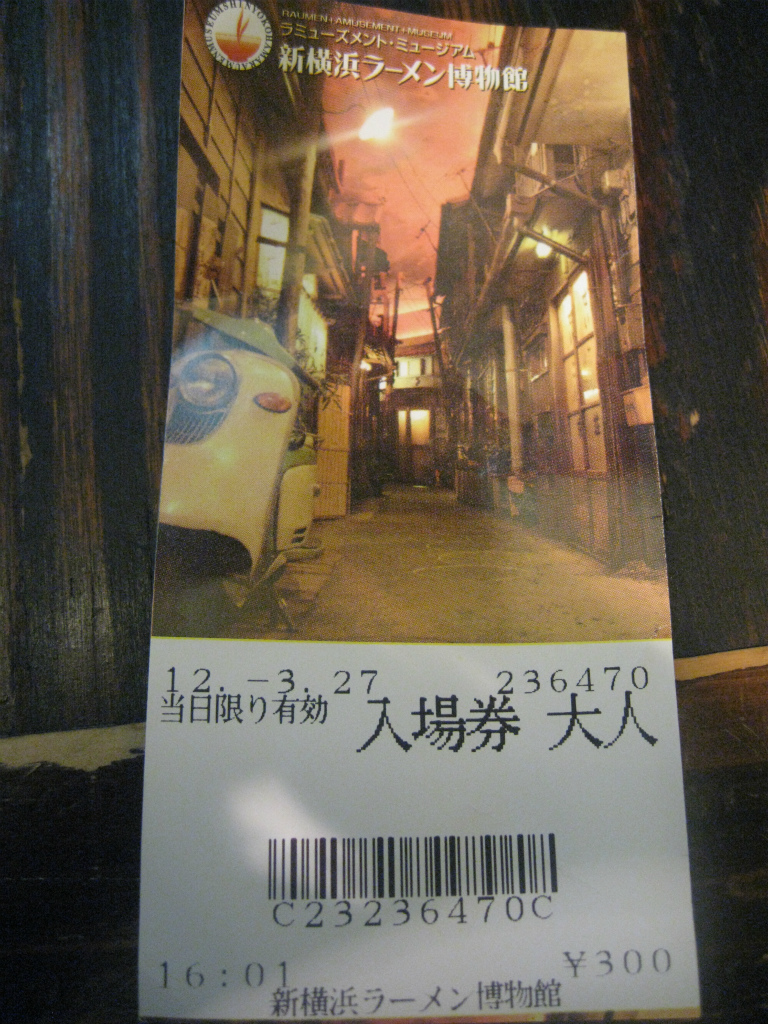 RAUMEN+AMUSEMENT+MUSEUM
ラミューズメント・ミュージアム
新横浜ラーメン博物館
12.-3.27 236470
当日限り有効 入場券 大人
C23236470C
16:01 ¥300
新横浜ラーメン博物館